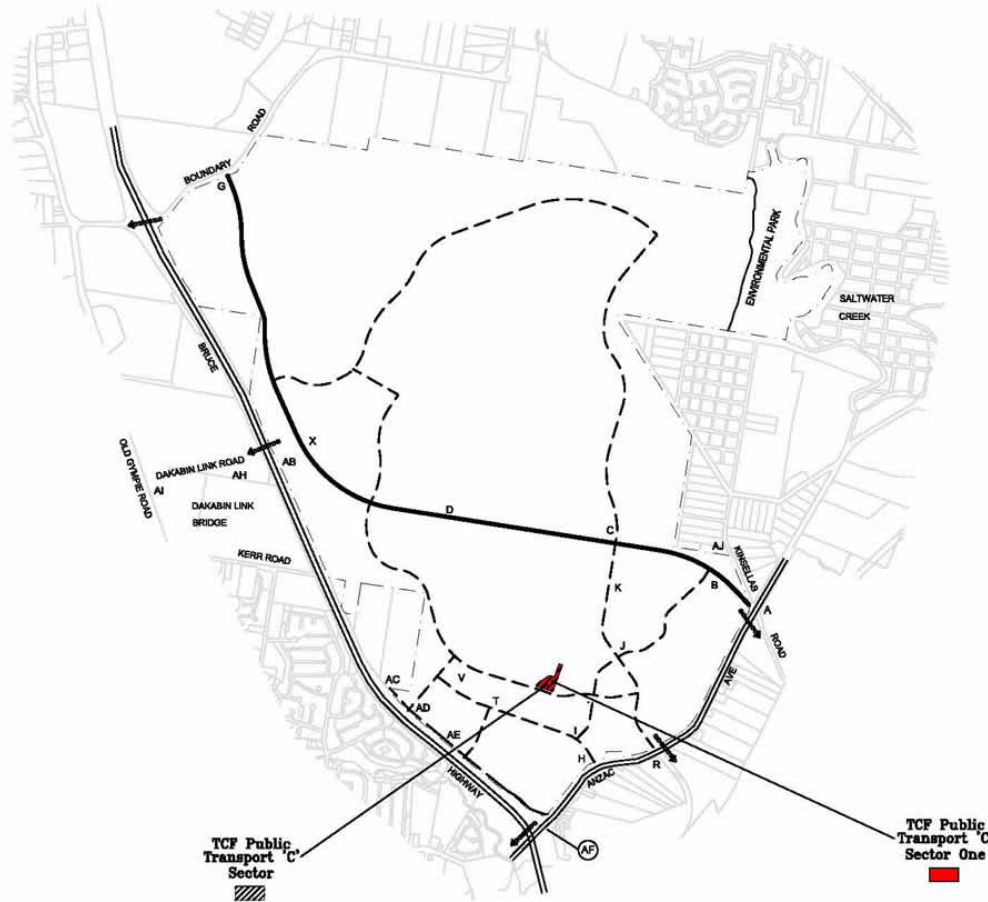 ROAD
BOUNDARY
G
ENVIRONMENTAL PARK
SALTWATER
CREEK
BRUCE
X
OLD GYMPIE ROAD
DAKABIN LINK ROAD
AB
AH
AI
DAKABIN LINK
BRIDGE
D
C
AJ
KINSELLAS
KERR ROAD
K
B
A
ROAD
J
AVE
AC
V
AD
T
I
AE
H
R
HIGHWAY
ANZAC
AF
TCF Public
Transport 'C'
Sector
TCF Public
Transport 'C
Sector One